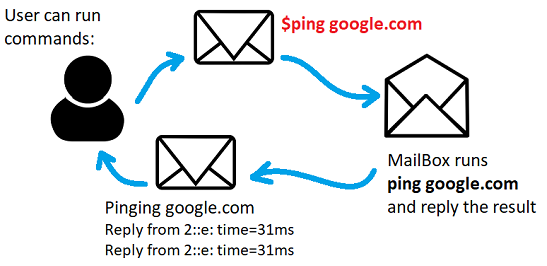 User can run
commands:
$ping google.com
MailBox runs
ping google.com
and reply the result
Pinging google.com
Reply from 2::e: time=31ms
Reply from 2::e: time=31ms